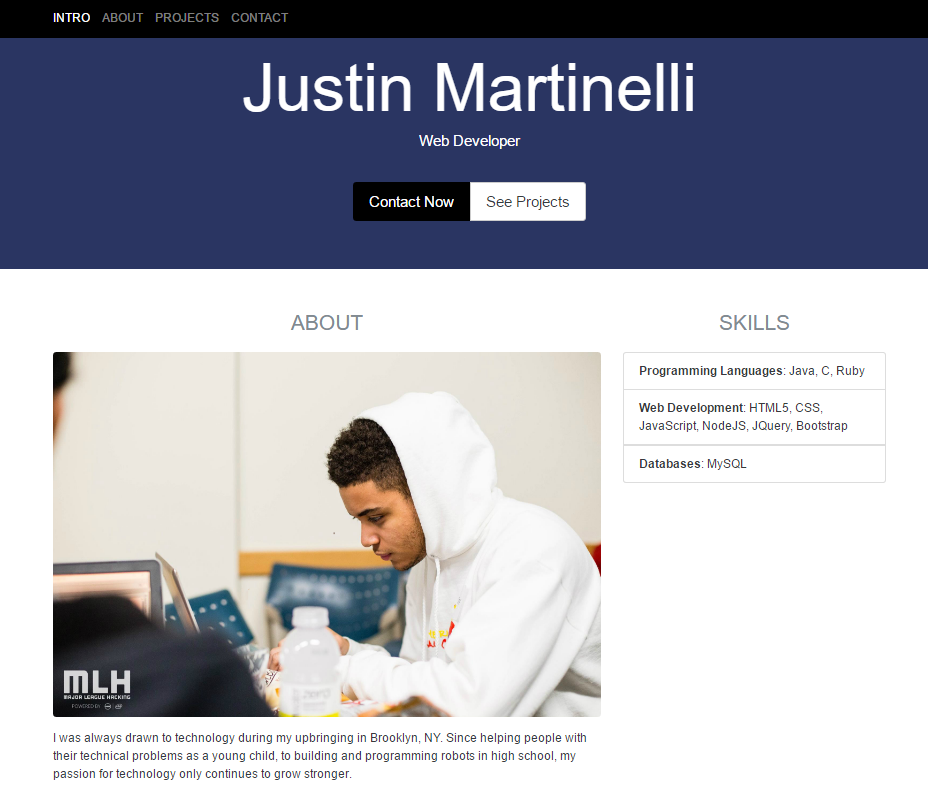 INTRO ABOUT PROJECTS CONTACT
Justin Martinelli
Web Developer
Contact Now See Projects
ABOUT
MLH
MAJOR LEAGUE HACKING
POWERED BY
I was always drawn to technology during my upbringing in Brooklyn, NY. Since helping people with
their technical problems as a young child, to building and programming robots in high school, my
passion for technology only continues to grow stronger.
SKILLS
Programming Languages: Java, C, Ruby
Web Development: HTML5, CSS,
JavaScript, NodeJS, JQuery, Bootstrap
Databases: MySQL